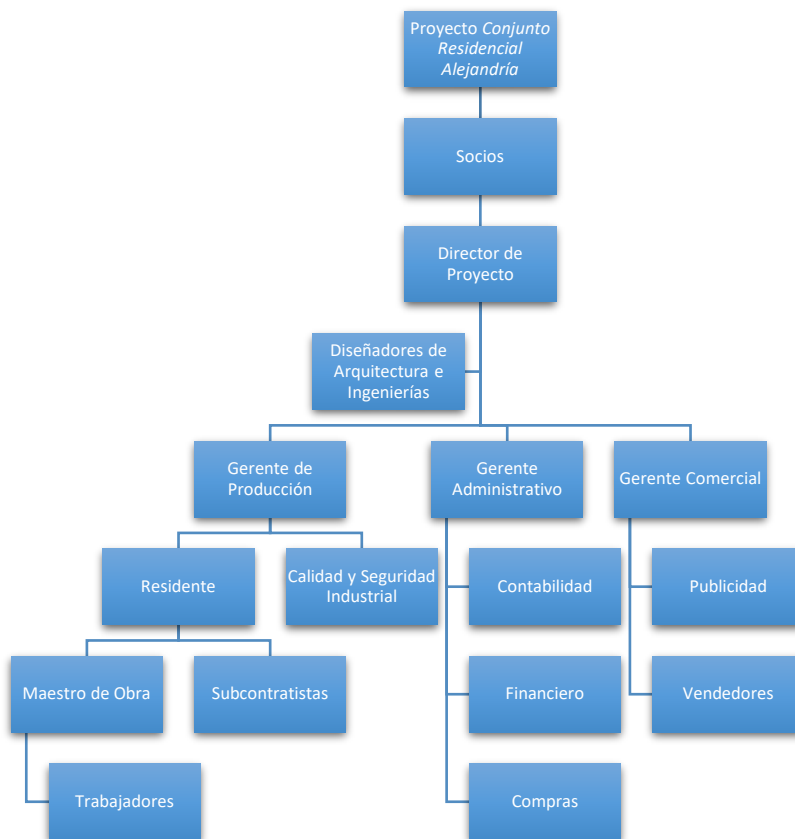 Proyecto Conjunto
Residencial
Alejandría
Socios
Director de
Proyecto
Diseñadores de
Arquitectura e
Ingenierías
Gerente de
Producción
Gerente
Administrativo
Gerente Comercial
Residente
Calidad y Seguridad
Industrial
Contabilidad
Publicidad
Maestro de Obra
Subcontratistas
Financiero
Vendedores
Trabajadores
Compras